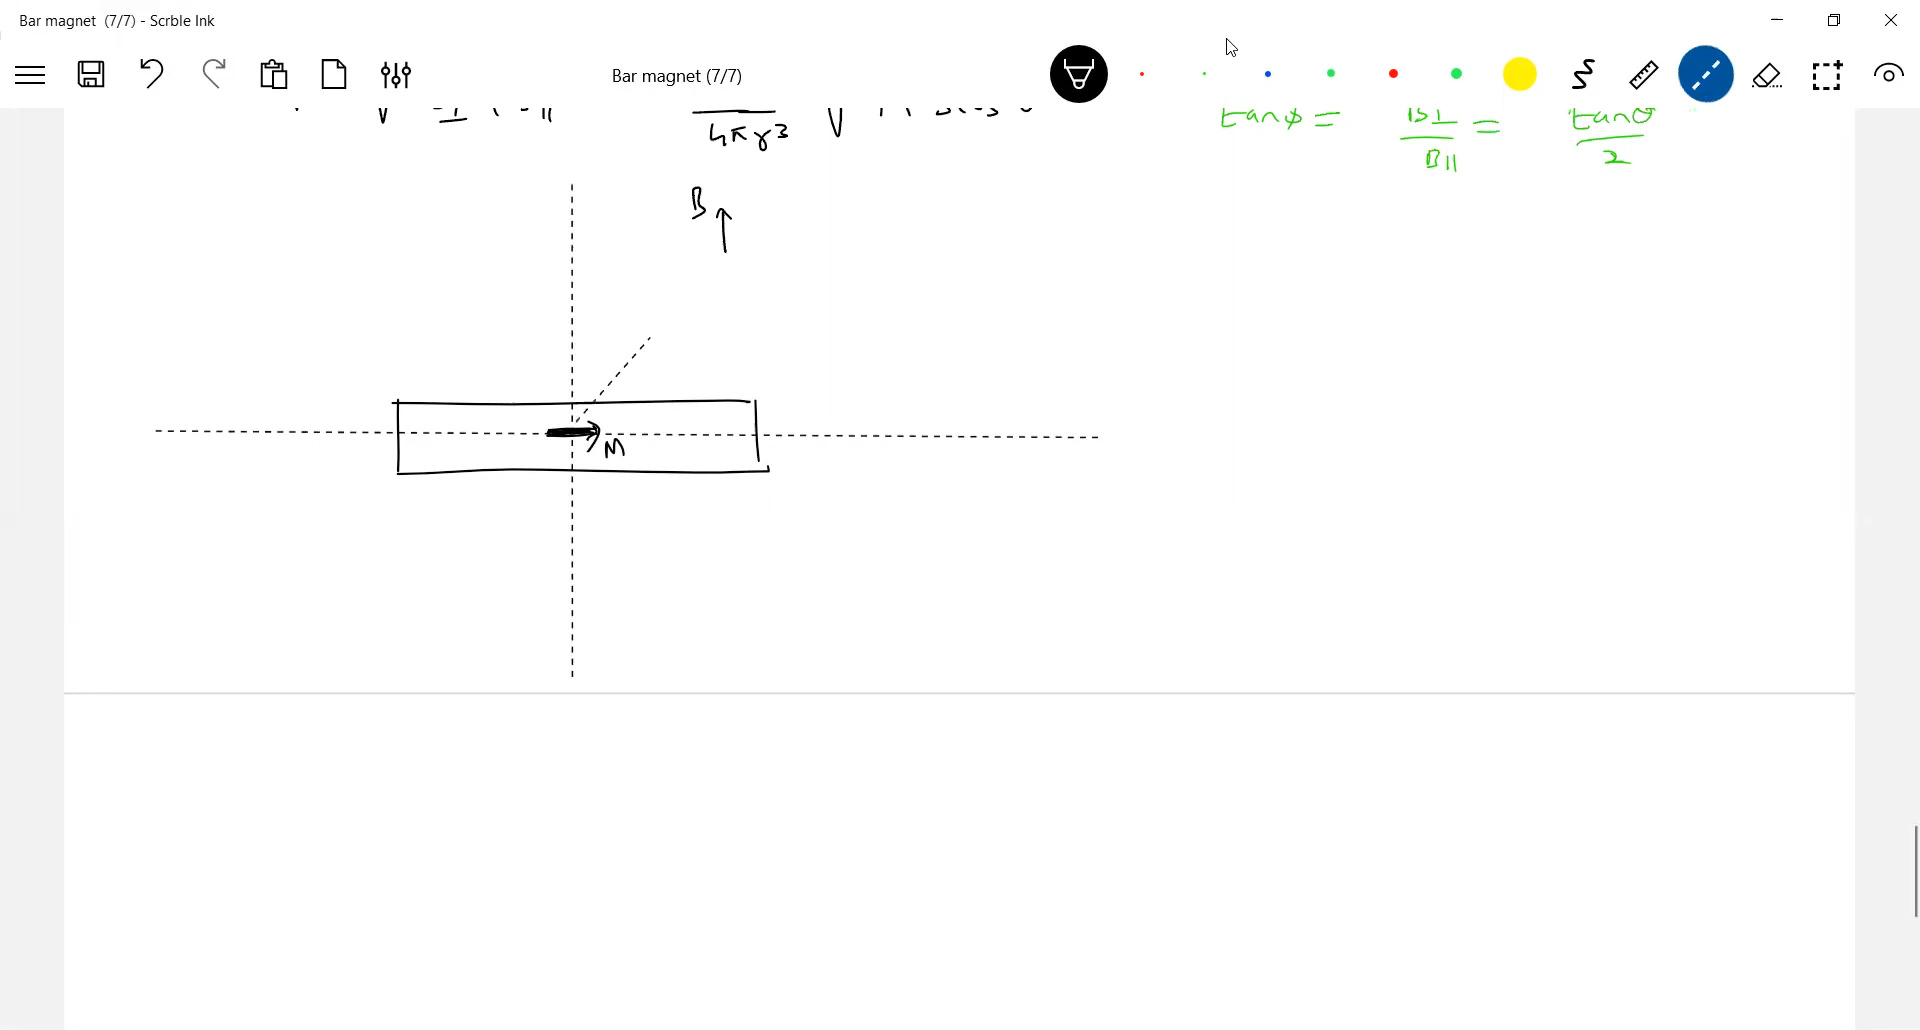 Bar magnet (7/7) - Scrble Ink
Bar magnet (7/7)
4πr³
tanφ = B⊥ / B|| = tanθ / 2
B
M